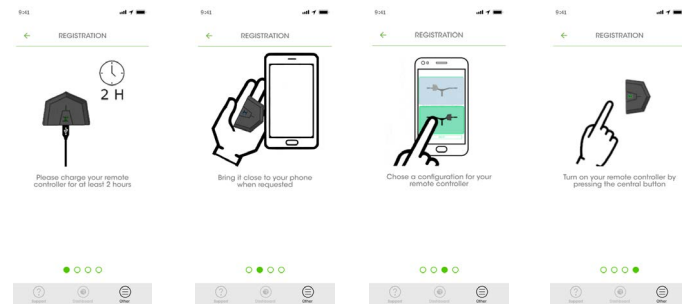 9:41
REGISTRATION
2 H
Please charge your remote
controller for at least 2 hours
Support
Other
9:41
REGISTRATION
Bring it close to your phone
when requested
Support
Other
9:41
REGISTRATION
Chose a configuration for your
remote controller
Support
Other
9:41
REGISTRATION
Turn on your remote controller by
pressing the central button
Support
Other